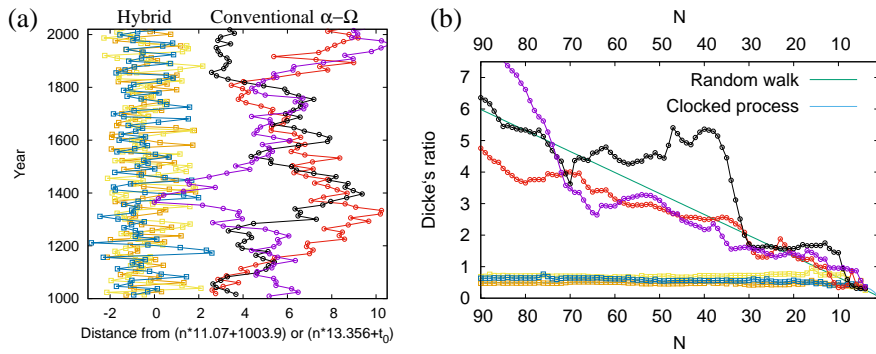 (a) Hybrid Conventional α−Ω
2000
1800
1600
1400
1200
1000
Year
−2 0 2 4 6 8 10
Distance from (n*11.07+1003.9) or (n*13.356+t0)
(b) N
90 80 70 60 50 40 30 20 10
7
6
5
4
3
2
1
0
Dicke's ratio
Random walk
Clocked process
90 80 70 60 50 40 30 20 10
N